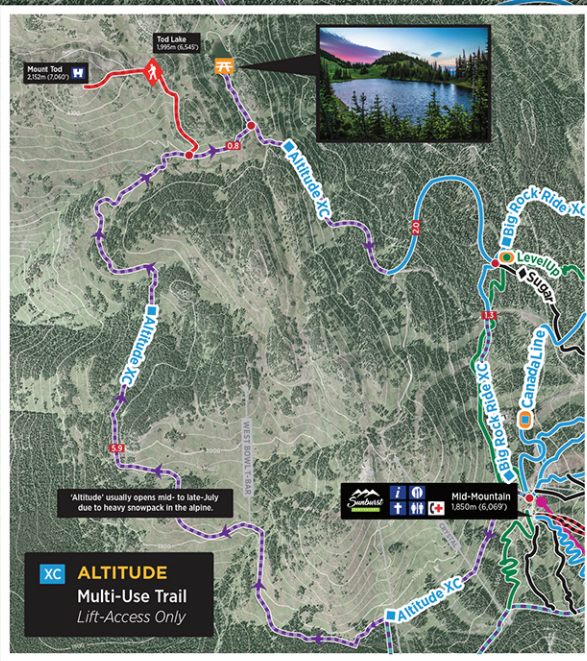 Tod Lake
1,995m (6,545')
Mount Tod
2,152m (7,060')
0.8
Altitude XC
2.0
Big Rock Ride XC
LevelUp
Sugar
1.3
Altitude XC
Canada Line
Big Rock Ride XC
5.9
WEST BOWL T-BAR
'Altitude' usually opens mid- to late-July
due to heavy snowpack in the alpine.
Sunburst
Mid-Mountain
1,850m (6,069')
XC ALTITUDE
Multi-Use Trail
Lift-Access Only
Altitude XC